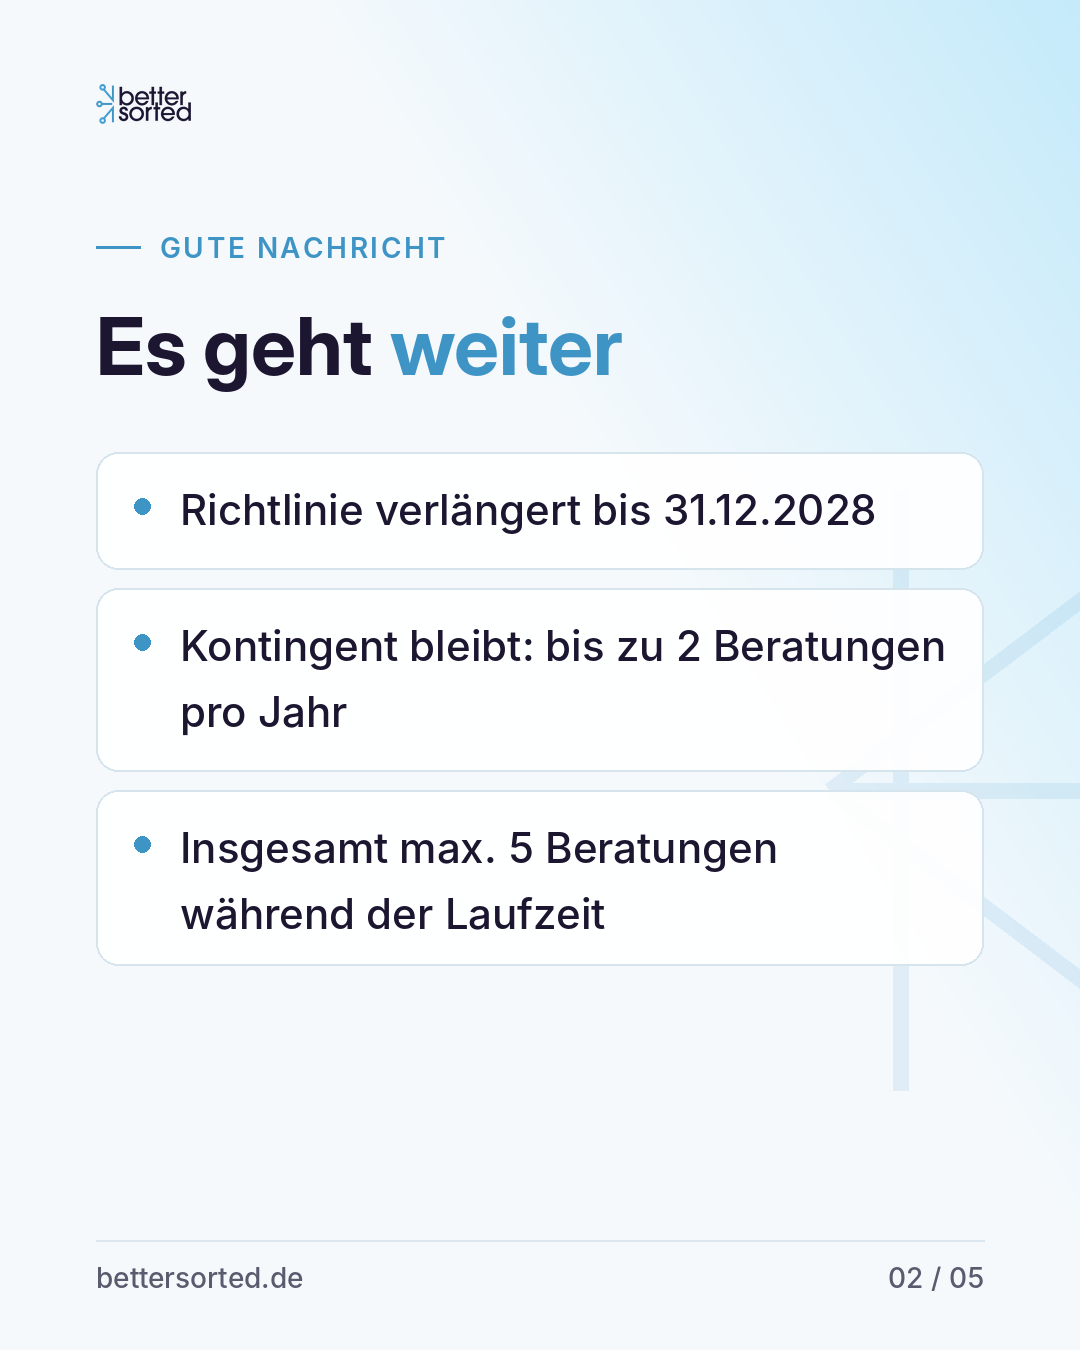 better
sorted
GUTE NACHRICHT
Es geht weiter
Richtlinie verlängert bis 31.12.2028
Kontingent bleibt: bis zu 2 Beratungen
pro Jahr
Insgesamt max. 5 Beratungen
während der Laufzeit
bettersorted.de
02 / 05